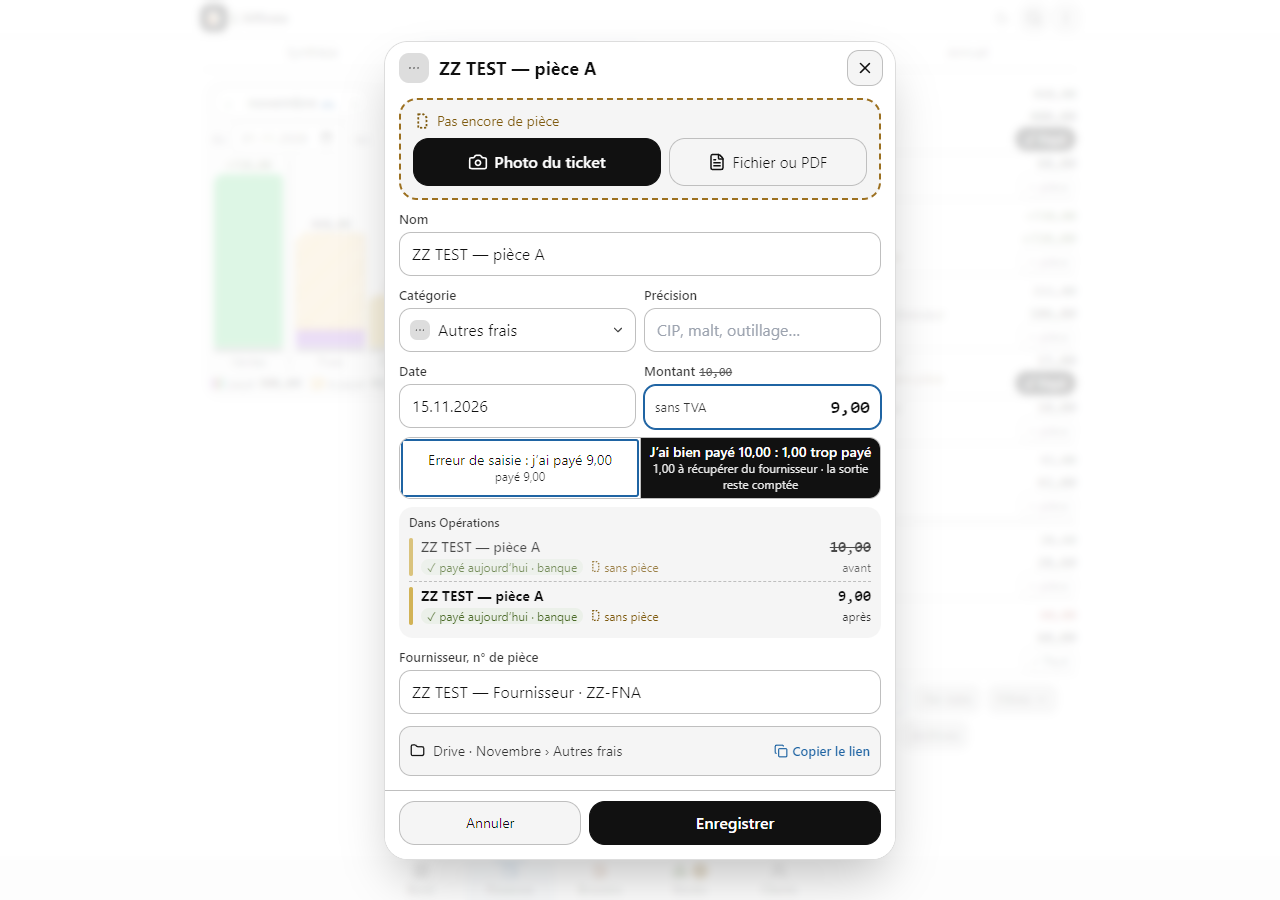 ZZ TEST — pièce A
Pas encore de pièce
Photo du ticket
Fichier ou PDF
Nom
ZZ TEST — pièce A
Catégorie
Précision
Autres frais
CIP, malt, outillage…
Date
Montant 10,00
15.11.2026
sans TVA
9,00
Erreur de saisie : j’ai payé 9,00
payé 9,00
J’ai bien payé 10,00 : 1,00 trop payé
1,00 à récupérer du fournisseur · la sortie
reste comptée
Dans Opérations
ZZ TEST — pièce A
10,00
✓ payé aujourd’hui · banque
sans pièce
avant
ZZ TEST — pièce A
9,00
✓ payé aujourd’hui · banque
sans pièce
après
Fournisseur, n° de pièce
ZZ TEST — Fournisseur · ZZ-FNA
Drive · Novembre › Autres frais
Copier le lien
Annuler
Enregistrer